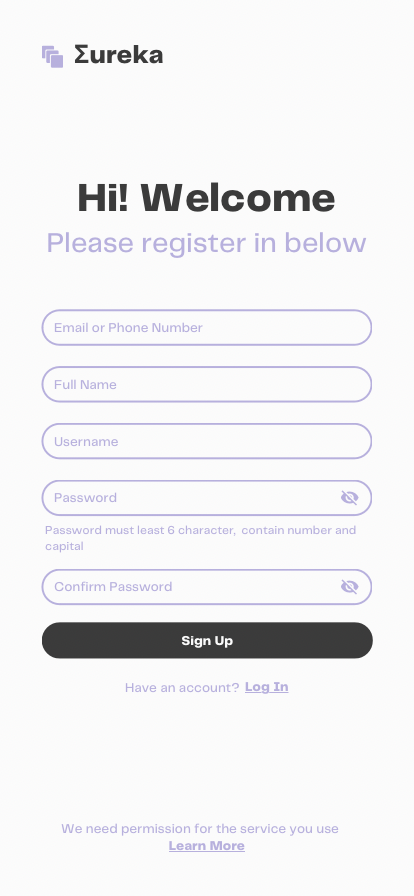 Σureka
Hi! Welcome
Please register in below
Email or Phone Number
Full Name
Username
Password
Password must least 6 character, contain number and
capital
Confirm Password
Sign Up
Have an account? Log In
We need permission for the service you use
Learn More